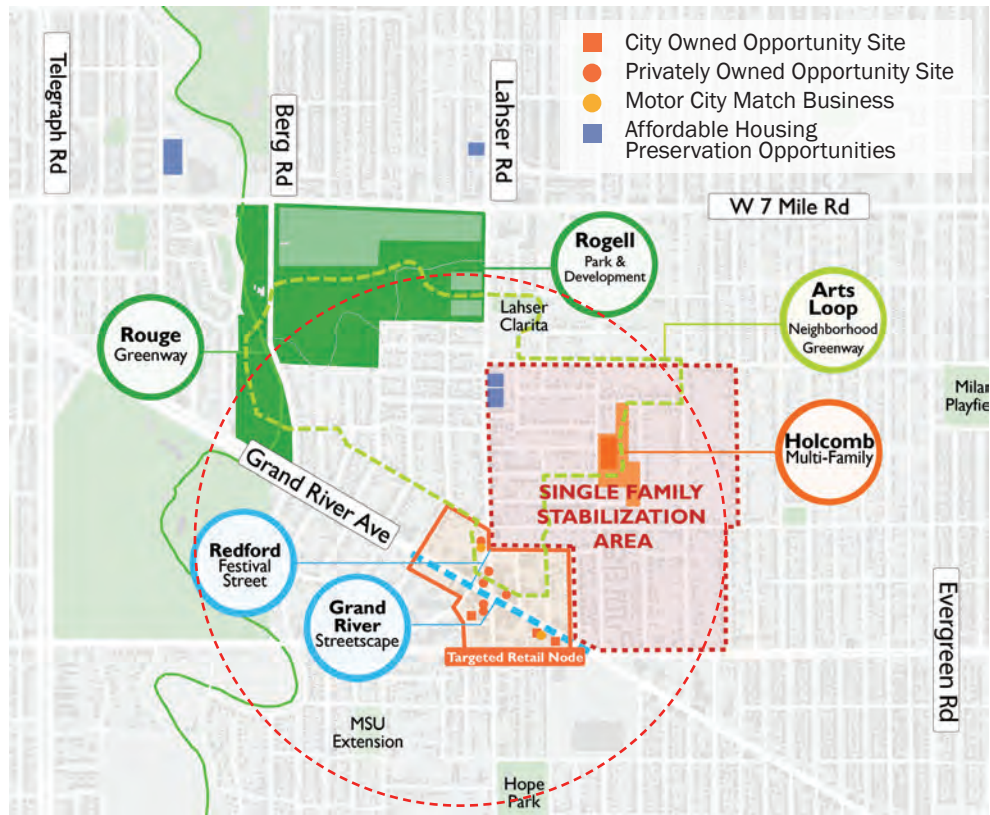 City Owned Opportunity Site
Privately Owned Opportunity Site
Motor City Match Business
Affordable Housing
Preservation Opportunities
Telegraph Rd
Berg Rd
Lahser Rd
W 7 Mile Rd
Rogell
Park &
Development
Arts
Loop
Neighborhood
Greenway
Rouge
Greenway
Lahser
Clarita
Milan
Playfie
Holcomb
Multi-Family
Grand River Ave
SINGLE FAMILY
STABILIZATION
AREA
Redford
Festival
Street
Grand
River
Streetscape
Targeted Retail Node
Evergreen Rd
MSU
Extension
Hope
Park